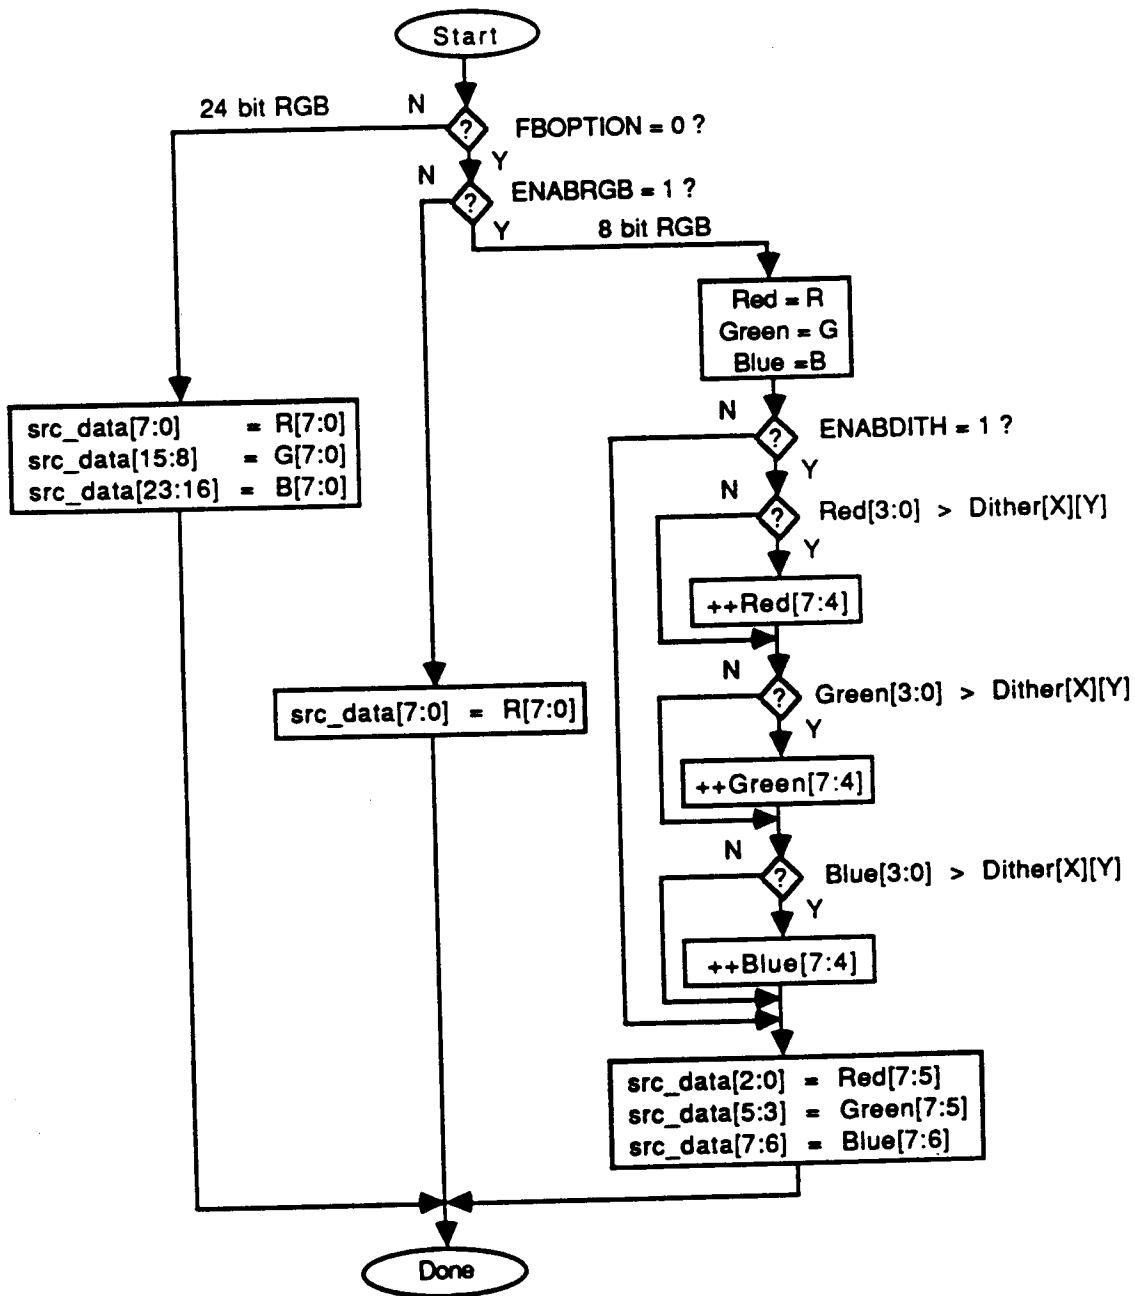 Start
24 bit RGB
N
?
FBOPTION = 0 ?
Y
N
?
ENABRGB = 1 ?
Y
8 bit RGB
Red = R
Green = G
Blue =B
src_data[7:0] = R[7:0]
src_data[15:8] = G[7:0]
src_data[23:16] = B[7:0]
N
?
ENABDITH = 1 ?
Y
N
?
Red[3:0] > Dither[X][Y]
Y
++Red[7:4]
N
?
Green[3:0] > Dither[X][Y]
Y
src_data[7:0] = R[7:0]
++Green[7:4]
N
?
Blue[3:0] > Dither[X][Y]
Y
++Blue[7:4]
src_data[2:0] = Red[7:5]
src_data[5:3] = Green[7:5]
src_data[7:6] = Blue[7:6]
Done